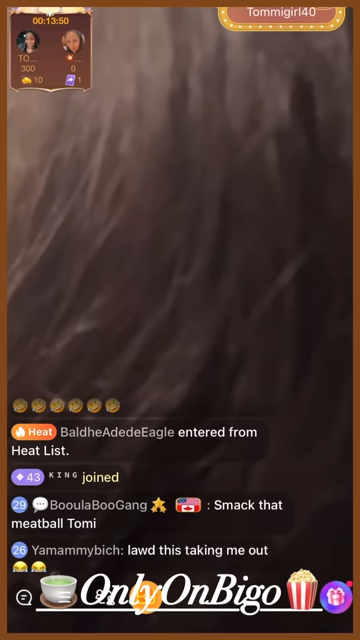 Tommigirl40
00:13:50
TO...
300
0
10
1
Heat BaldheAdedeEagle entered from
Heat List.
43 KING joined
29 BooulaBooGang : Smack that
meatball Tomi
26 Yamammybich: lawd this taking me out
OnlyOnBigo